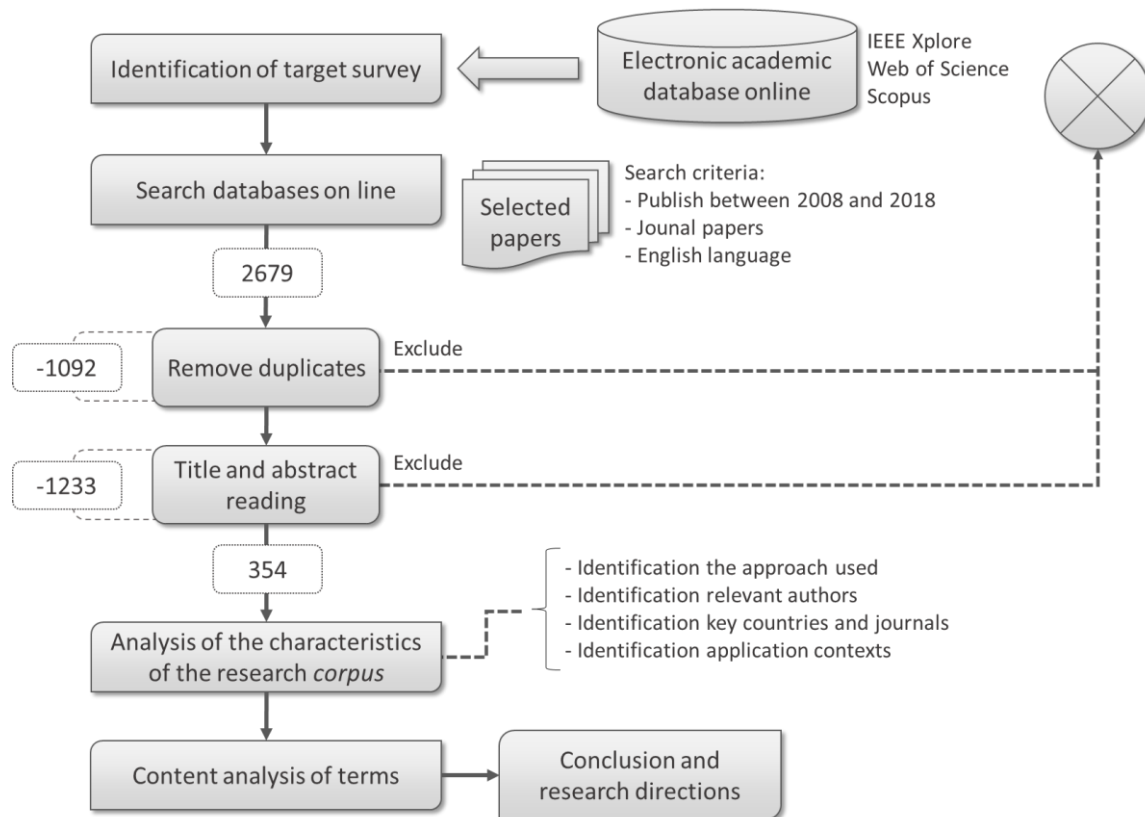 Identification of target survey
Electronic academic
database online
IEEE Xplore
Web of Science
Scopus
Search databases on line
Selected
papers
Search criteria:
- Publish between 2008 and 2018
- Jounal papers
- English language
2679
-1092
Remove duplicates
Exclude
-1233
Title and abstract
reading
Exclude
354
Analysis of the characteristics
of the research corpus
- Identification the approach used
- Identification relevant authors
- Identification key countries and journals
- Identification application contexts
Content analysis of terms
Conclusion and
research directions